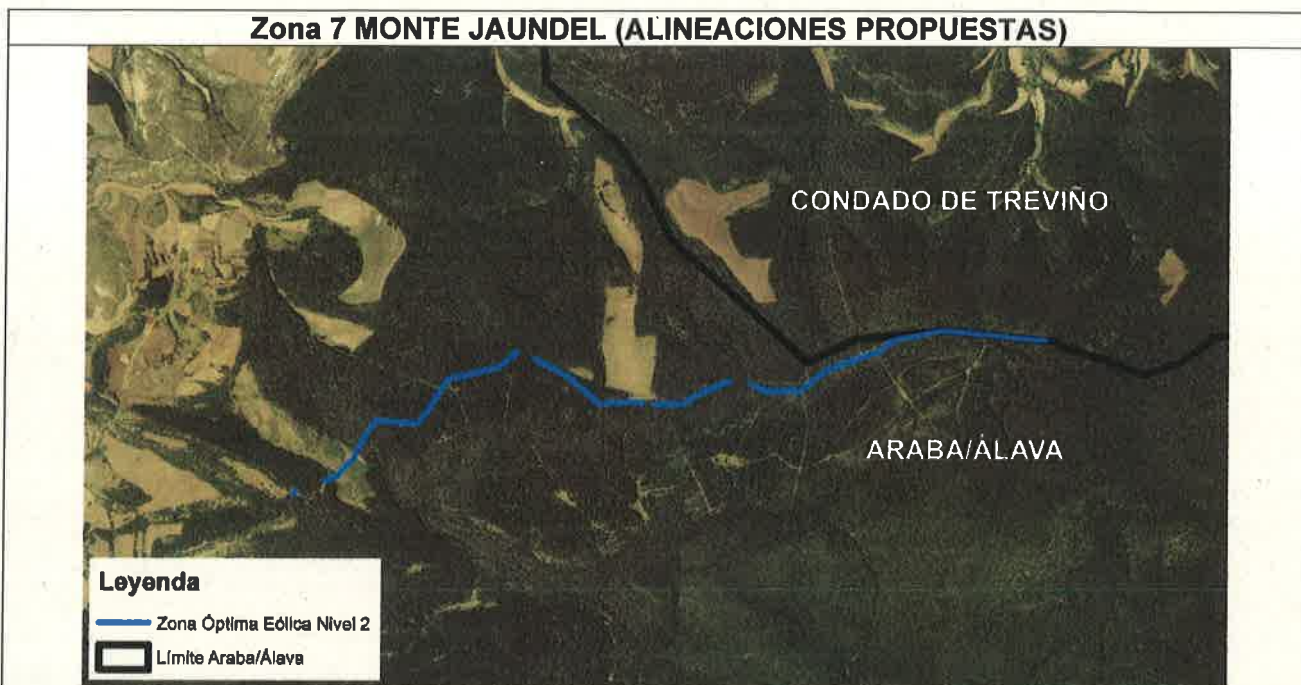 Zona 7 MONTE JAUNDEL (ALINEACIONES PROPUESTAS)
CONDADO DE TREVIÑO
ARABA/ÁLAVA
Leyenda
Zona Óptima Eólica Nivel 2
Límite Araba/Álava